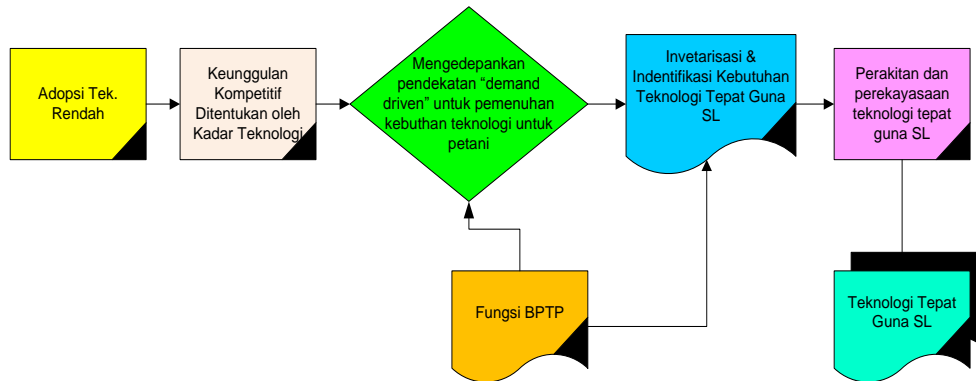 Adopsi Tek.
Rendah
Keunggulan
Kompetitif
Ditentukan oleh
Kadar Teknologi
Mengedepankan
pendekatan “demand
driven” untuk pemenuhan
kebuthan teknologi untuk
petani
Invetarisasi &
Indentifikasi Kebutuhan
Teknologi Tepat Guna
SL
Perakitan dan
perekayasaan
teknologi tepat
guna SL
Fungsi BPTP
Teknologi Tepat
Guna SL